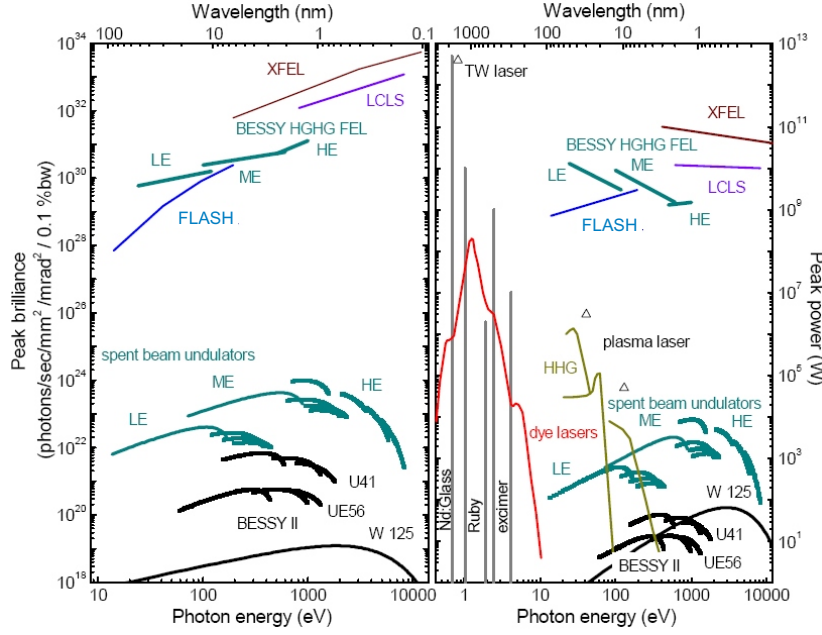 Wavelength (nm)
100
10
1
0.1
10^34
10^32
10^30
10^28
10^26
10^24
10^22
10^20
10^18
Peak brilliance
(photons/sec/mm^2 /mrad^2 / 0.1 %bw)
XFEL
LCLS
BESSY HGHG FEL
LE
ME
HE
FLASH .
spent beam undulators
ME
HE
LE
U41
BESSY II
UE56
W 125
10
100
1000
10000
Photon energy (eV)
Wavelength (nm)
1000
100
10
1
TW laser
XFEL
BESSY HGHG FEL
ME
LE
LCLS
FLASH .
HE
plasma laser
HHG
spent beam undulators
ME
HE
dye lasers
LE
Nd:Glass
Ruby
excimer
W 125
U41
BESSY II
UE56
10^13
10^11
10^9
10^7
10^5
10^3
10^1
Peak power (W)
1
10
100
1000
10000
Photon energy (eV)